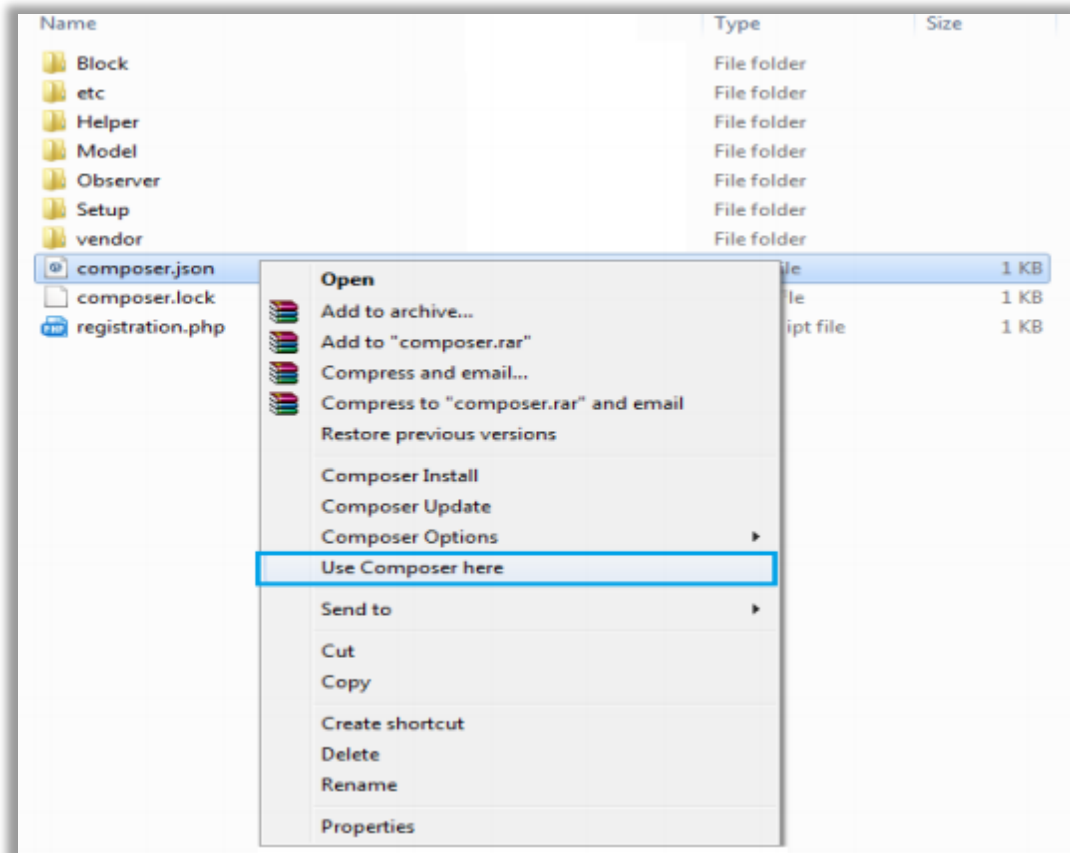 Name Type Size
Block File folder
etc File folder
Helper File folder
Model File folder
Observer File folder
Setup File folder
vendor File folder
composer.json ile 1 KB
composer.lock le 1 KB
registration.php ipt file 1 KB
Open
Add to archive...
Add to "composer.rar"
Compress and email...
Compress to "composer.rar" and email
Restore previous versions
Composer Install
Composer Update
Composer Options
Use Composer here
Send to
Cut
Copy
Create shortcut
Delete
Rename
Properties